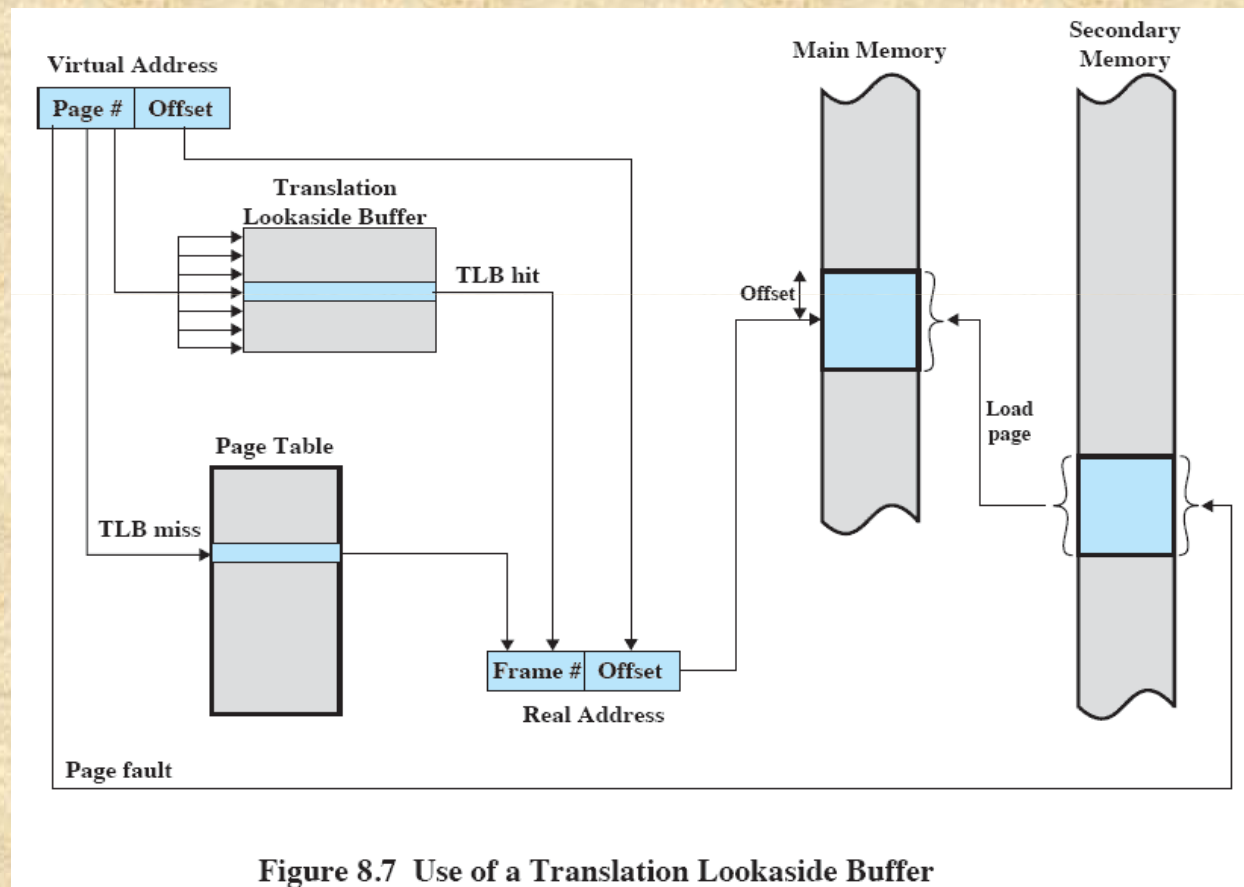 Virtual Address
Page #
Offset
Main Memory
Secondary
Memory
Translation
Lookaside Buffer
TLB hit
Offset
Load
page
Page Table
TLB miss
Frame #
Offset
Real Address
Page fault
Figure 8.7 Use of a Translation Lookaside Buffer